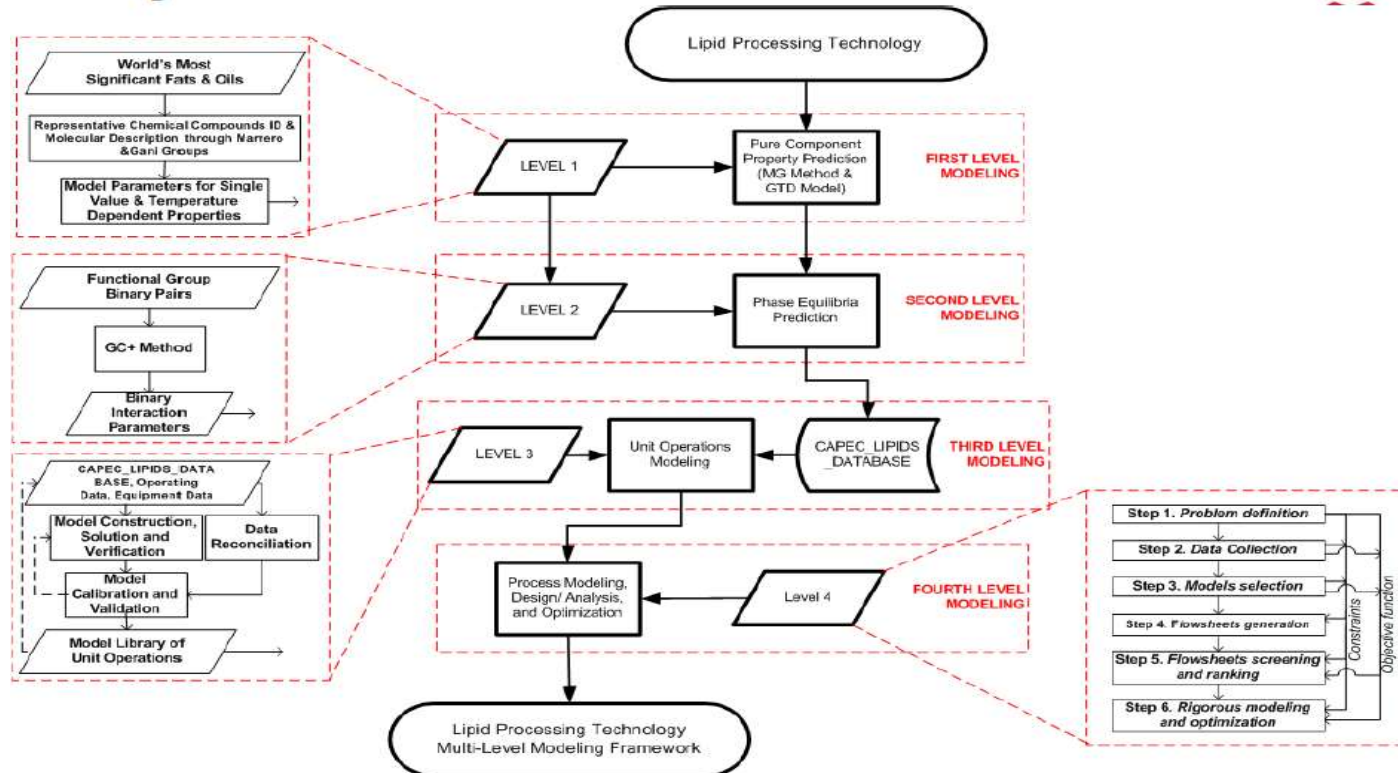 Lipid Processing Technology
World's Most
Significant Fats & Oils
Representative Chemical Compounds ID &
Molecular Description through Marrero
&Gani Groups
Model Parameters for Single
Value & Temperature
Dependent Properties
LEVEL 1
Pure Component
Property Prediction
(MG Method &
GTD Model)
FIRST LEVEL
MODELING
Functional Group
Binary Pairs
GC+ Method
Binary
Interaction
Parameters
LEVEL 2
Phase Equilibria
Prediction
SECOND LEVEL
MODELING
CAPEC_LIPIDS_DATA
BASE, Operating
Data, Equipment Data
Model Construction,
Solution and
Verification
Data
Reconciliation
Model
Calibration and
Validation
Model Library of
Unit Operations
LEVEL 3
Unit Operations
Modeling
CAPEC_LIPIDS
_DATABASE
THIRD LEVEL
MODELING
Process Modeling,
Design/ Analysis,
and Optimization
Level 4
FOURTH LEVEL
MODELING
Step 1. Problem definition
Step 2. Data Collection
Step 3. Models selection
Step 4. Flowsheets generation
Step 5. Flowsheets screening
and ranking
Step 6. Rigorous modeling
and optimization
Constraints
Objective function
Lipid Processing Technology
Multi-Level Modeling Framework